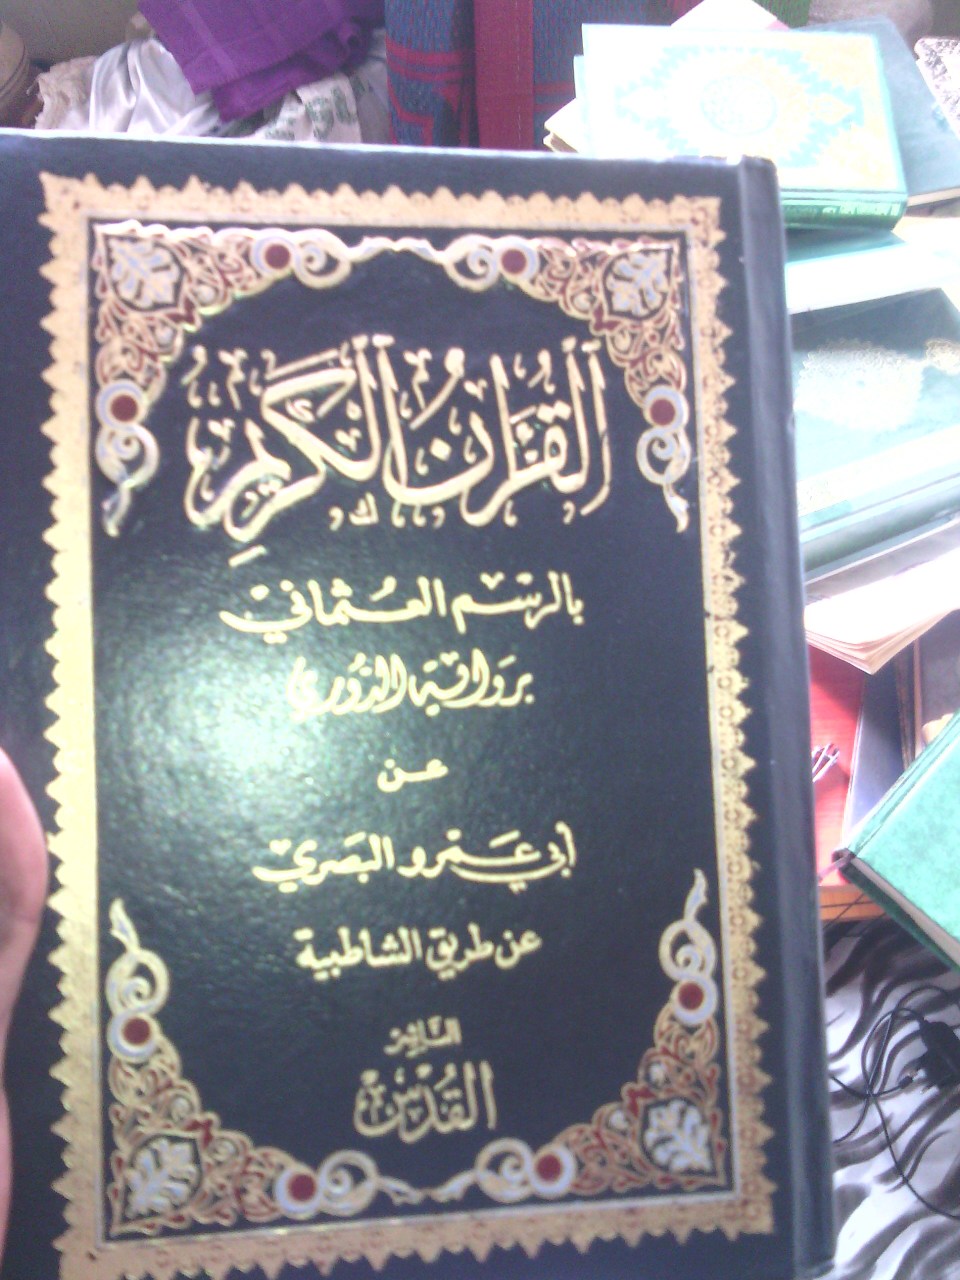 القرآن الكريم
بالرسم العثماني
برواية الدوري
عن
أبي عمرو البصري
عن طريق الشاطبية
الناشر
القدس